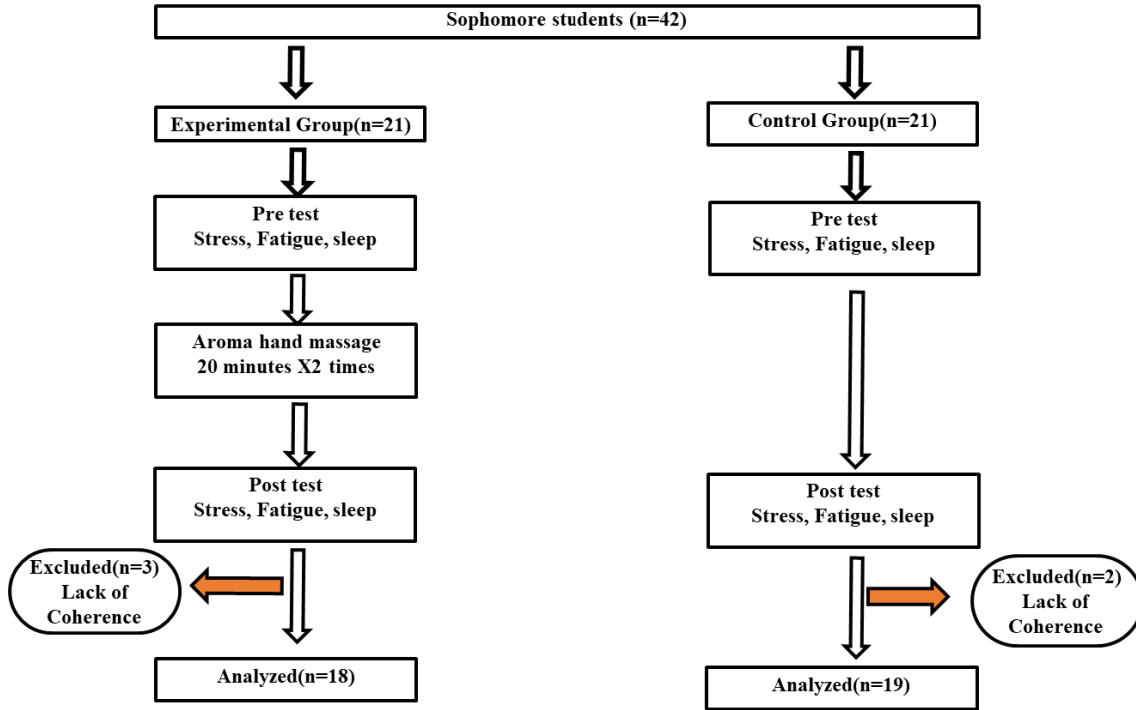 Sophomore students (n=42)
Experimental Group(n=21)
Control Group(n=21)
Pre test
Stress, Fatigue, sleep
Pre test
Stress, Fatigue, sleep
Aroma hand massage
20 minutes X2 times
Post test
Stress, Fatigue, sleep
Post test
Stress, Fatigue, sleep
Excluded(n=3)
Lack of
Coherence
Excluded(n=2)
Lack of
Coherence
Analyzed(n=18)
Analyzed(n=19)